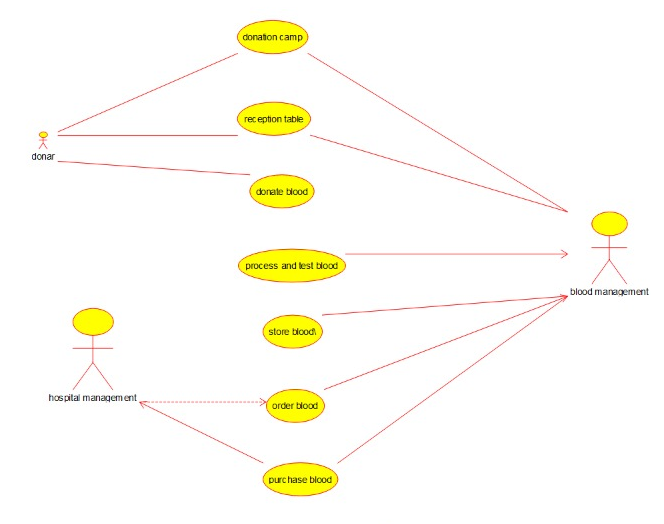 donation camp
reception table
donar
donate blood
process and test blood
blood management
store blood\
hospital management
order blood
purchase blood